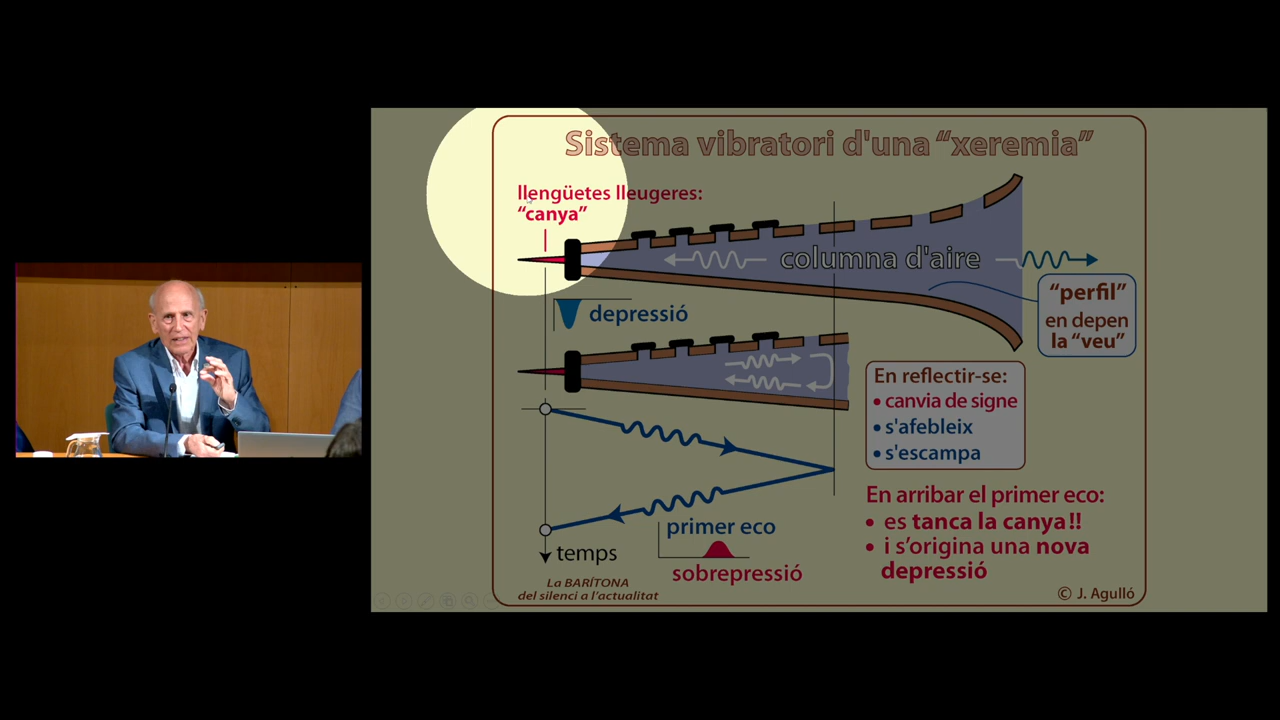 Sistema vibratori d'una “xeremia”
llengüetes lleugeres:
“canya”
columna d'aire
“perfil”
en depen
la “veu”
depressió
En reflectir-se:
• canvia de signe
• s'afebleix
• s'escampa
En arribar el primer eco:
• es tanca la canya!!
• i s’origina una nova
depressió
primer eco
temps
sobrepressió
La BARÍTONA
del silenci a l’actualitat
© J. Agulló